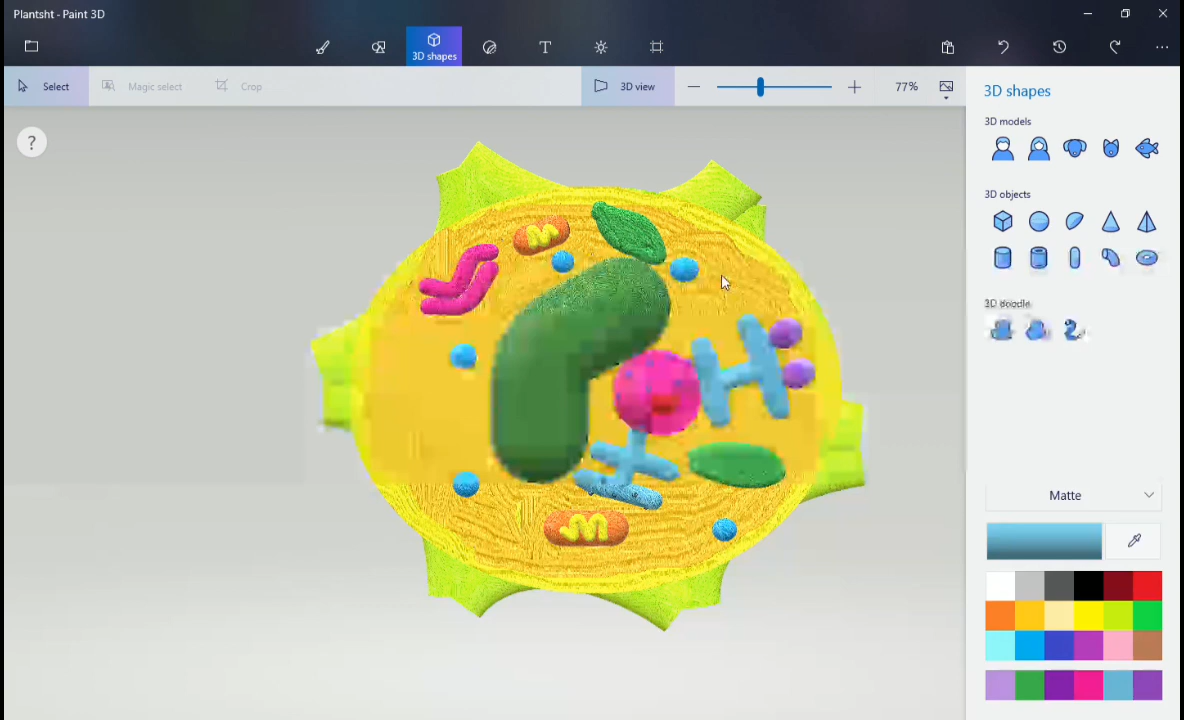 Plantsht - Paint 3D
3D shapes
Select
Magic select
Crop
3D view
77%
?
3D shapes
3D models
3D objects
3D doodle
Matte